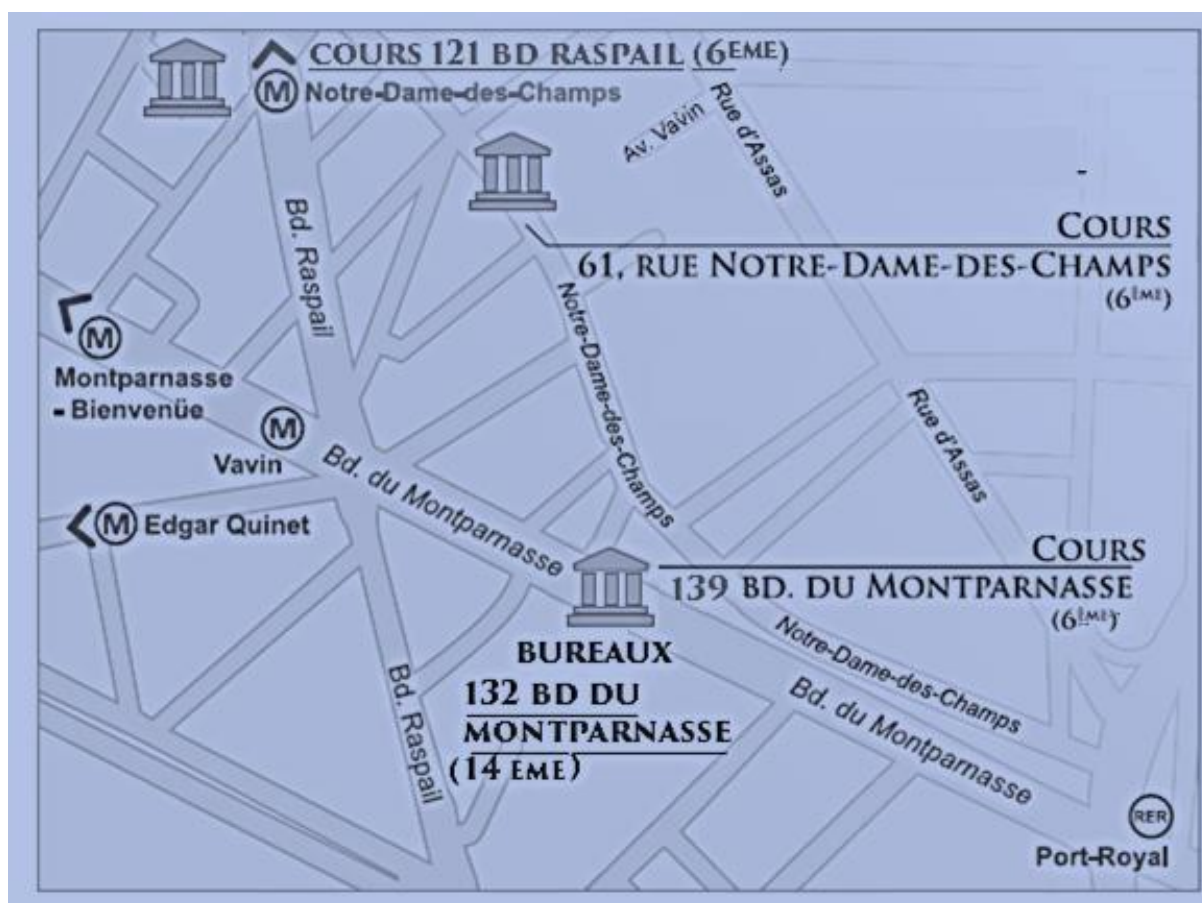 COURS 121 BD RASPAIL (6EME)
M Notre-Dame-des-Champs
Av. Vavin
Rue d'Assas
Bd. Raspail
COURS
61, RUE NOTRE-DAME-DES-CHAMPS
(6ÈME)
Notre-Dame-des-Champs
M
Montparnasse
- Bienvenüe
M
Vavin
Bd. du Montparnasse
Rue d'Assas
M Edgar Quinet
COURS
139 BD. DU MONTPARNASSE
(6ÈME)
BUREAUX
132 BD DU
MONTPARNASSE
(14 EME)
Notre-Dame-des-Champs
Bd. Raspail
Bd. du Montparnasse
RER
Port-Royal